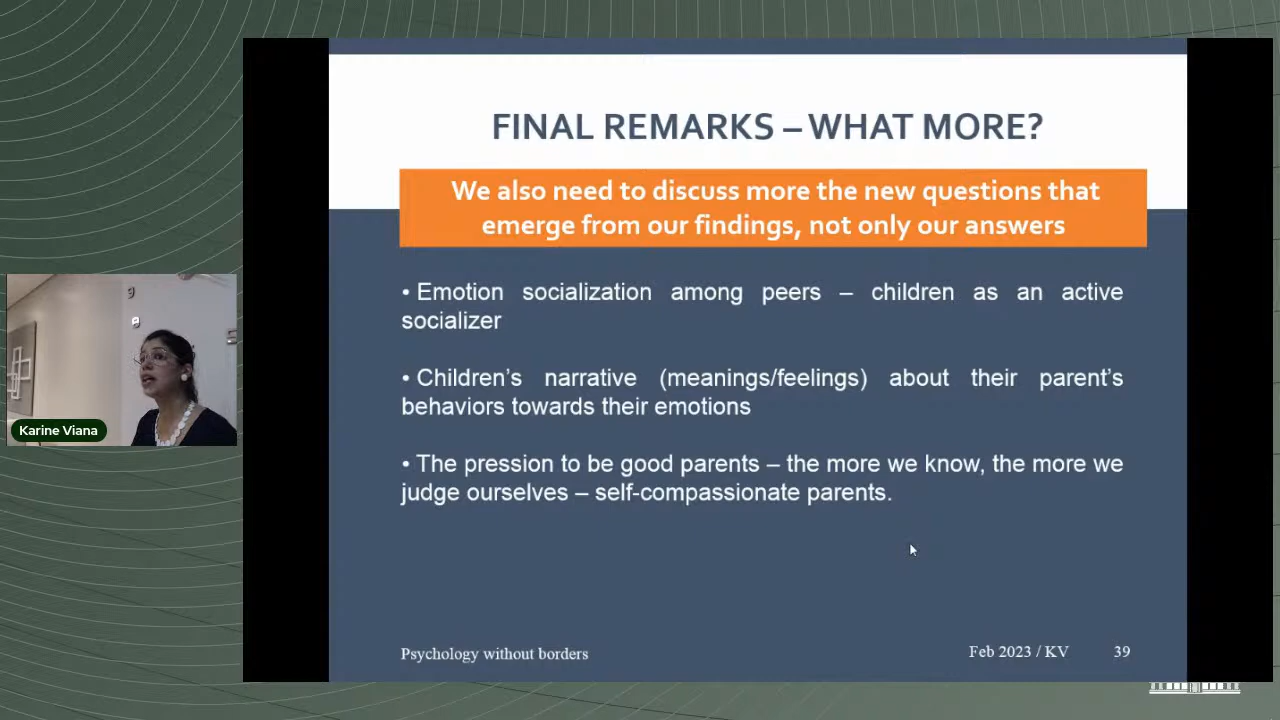 FINAL REMARKS – WHAT MORE?
We also need to discuss more the new questions that
emerge from our findings, not only our answers
• Emotion socialization among peers – children as an active
socializer
• Children’s narrative (meanings/feelings) about their parent’s
behaviors towards their emotions
• The pression to be good parents – the more we know, the more we
judge ourselves – self-compassionate parents.
Karine Viana
Psychology without borders
Feb 2023 / KV
39